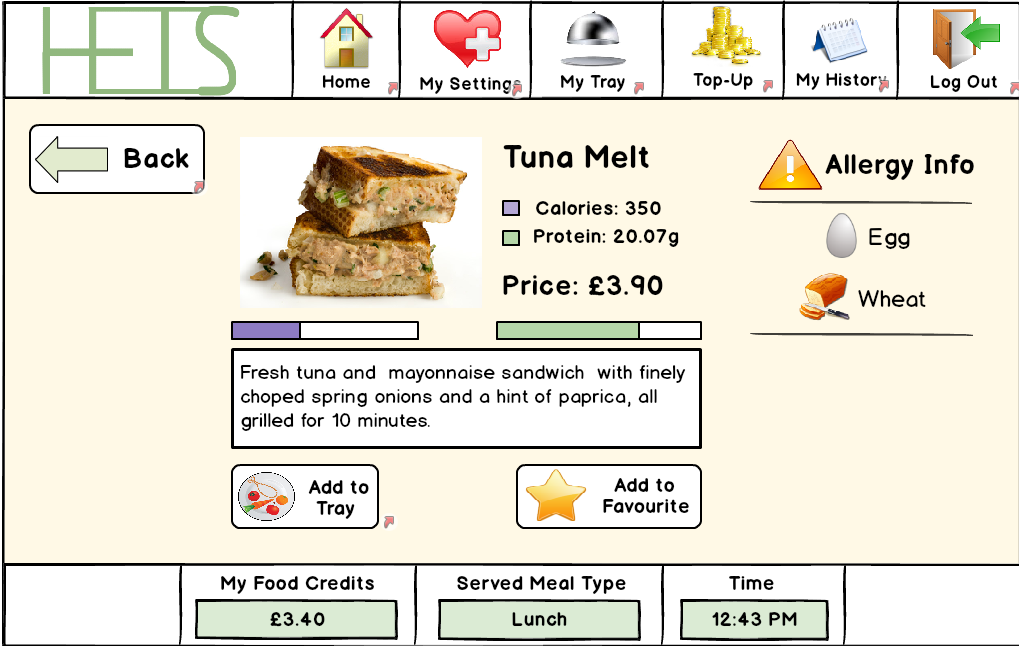 HEIS
Home
My Settings
My Tray
Top-Up
My History
Log Out
Back
Tuna Melt
Calories: 350
Protein: 20.07g
Price: £3.90
Allergy Info
Egg
Wheat
Fresh tuna and mayonnaise sandwich with finely
choped spring onions and a hint of paprica, all
grilled for 10 minutes.
Add to
Tray
Add to
Favourite
My Food Credits
£3.40
Served Meal Type
Lunch
Time
12:43 PM